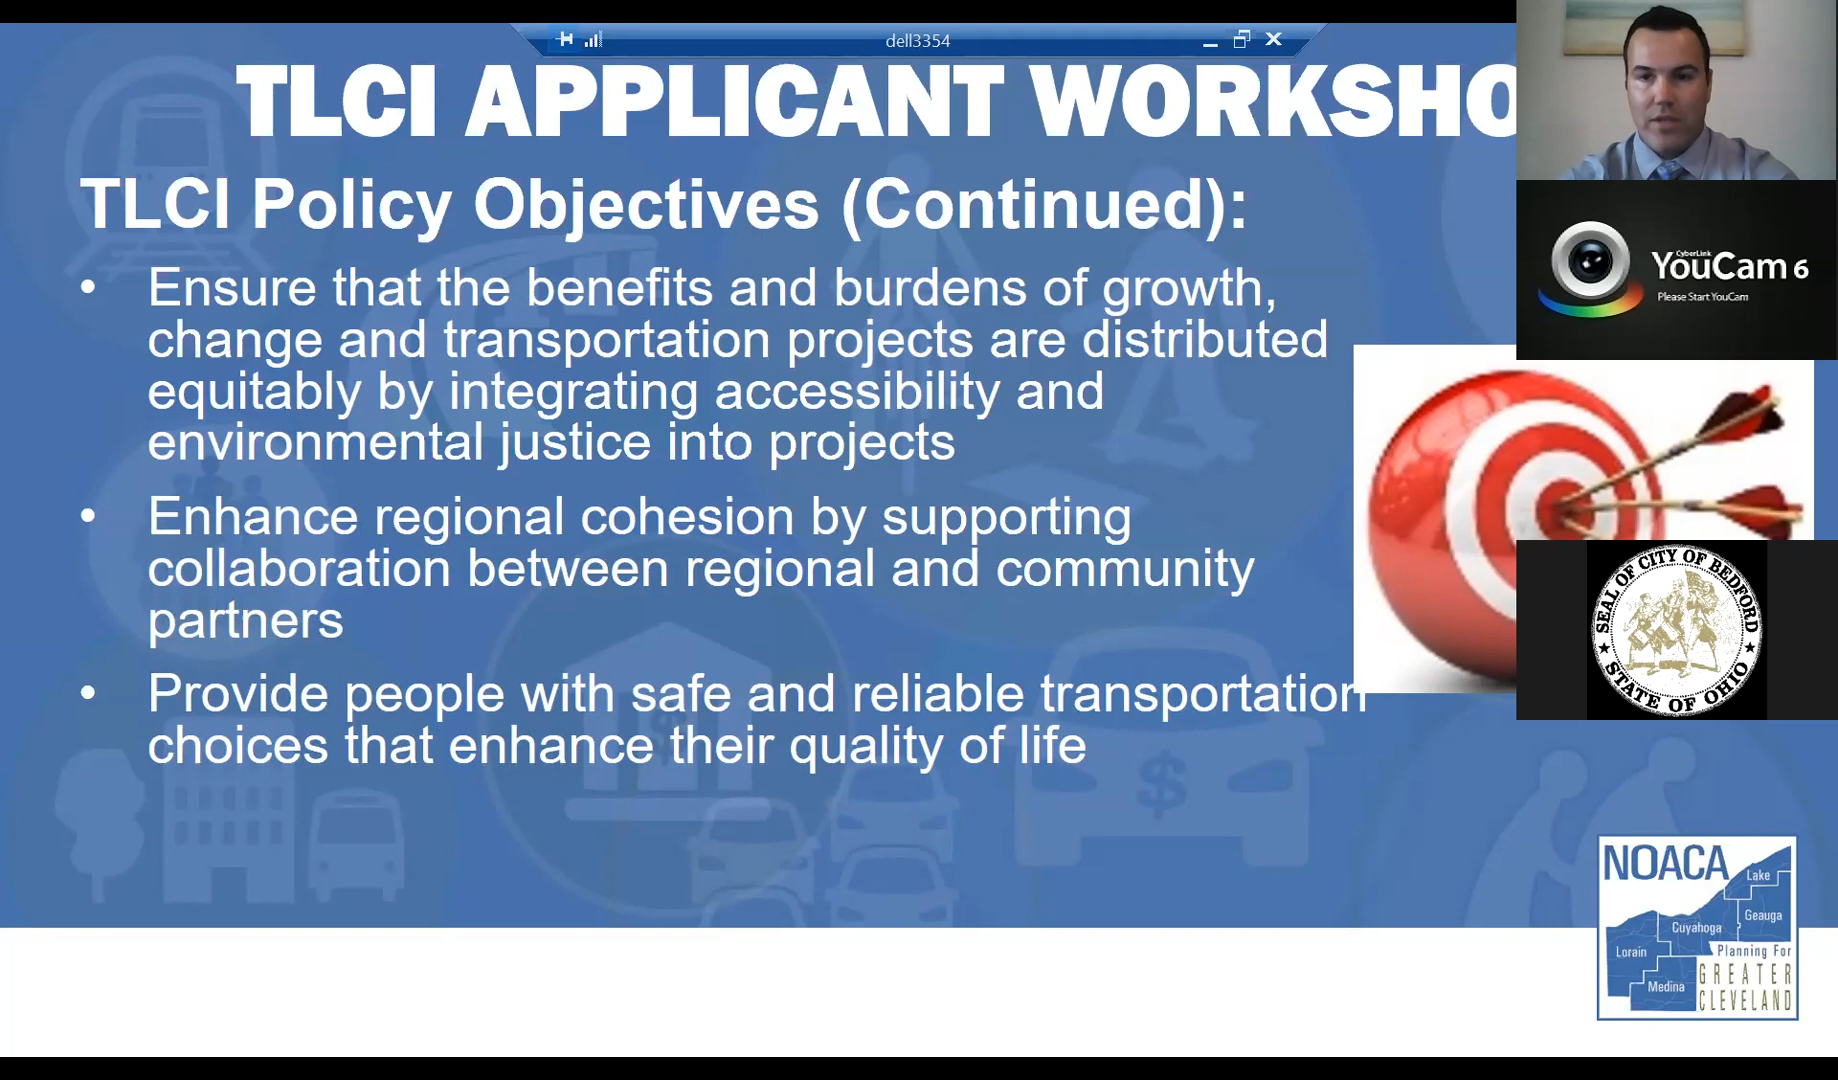 dell3354
TLCI APPLICANT WORKSHO
TLCI Policy Objectives (Continued):
• Ensure that the benefits and burdens of growth,
change and transportation projects are distributed
equitably by integrating accessibility and
environmental justice into projects
• Enhance regional cohesion by supporting
collaboration between regional and community
partners
• Provide people with safe and reliable transportation
choices that enhance their quality of life
CyberLink
YouCam 6
Please Start YouCam
SEAL OF CITY OF BEDFORD
★ STATE OF OHIO ★
$
$
NOACA
Lake
Geauga
Cuyahoga
Lorain
Medina
Planning For
GREATER
CLEVELAND